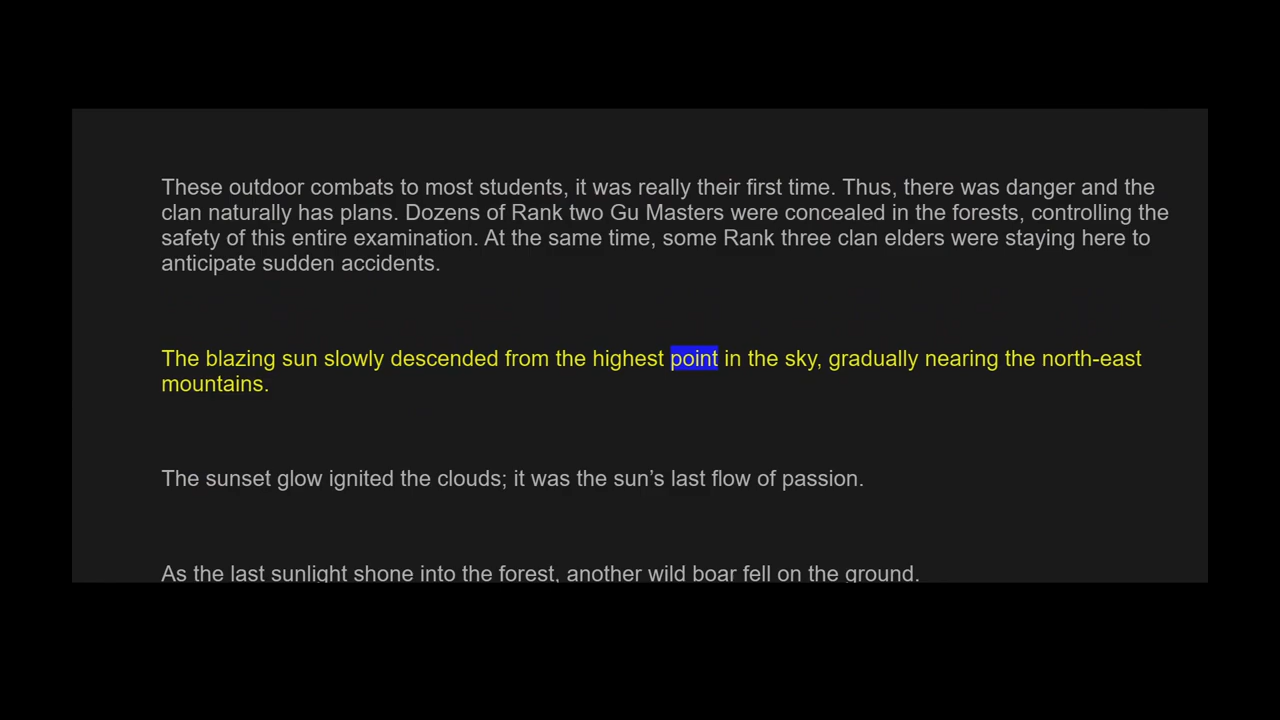 These outdoor combats to most students, it was really their first time. Thus, there was danger and the
clan naturally has plans. Dozens of Rank two Gu Masters were concealed in the forests, controlling the
safety of this entire examination. At the same time, some Rank three clan elders were staying here to
anticipate sudden accidents.
The blazing sun slowly descended from the highest point in the sky, gradually nearing the north-east
mountains.
The sunset glow ignited the clouds; it was the sun’s last flow of passion.
As the last sunlight shone into the forest, another wild boar fell on the ground.